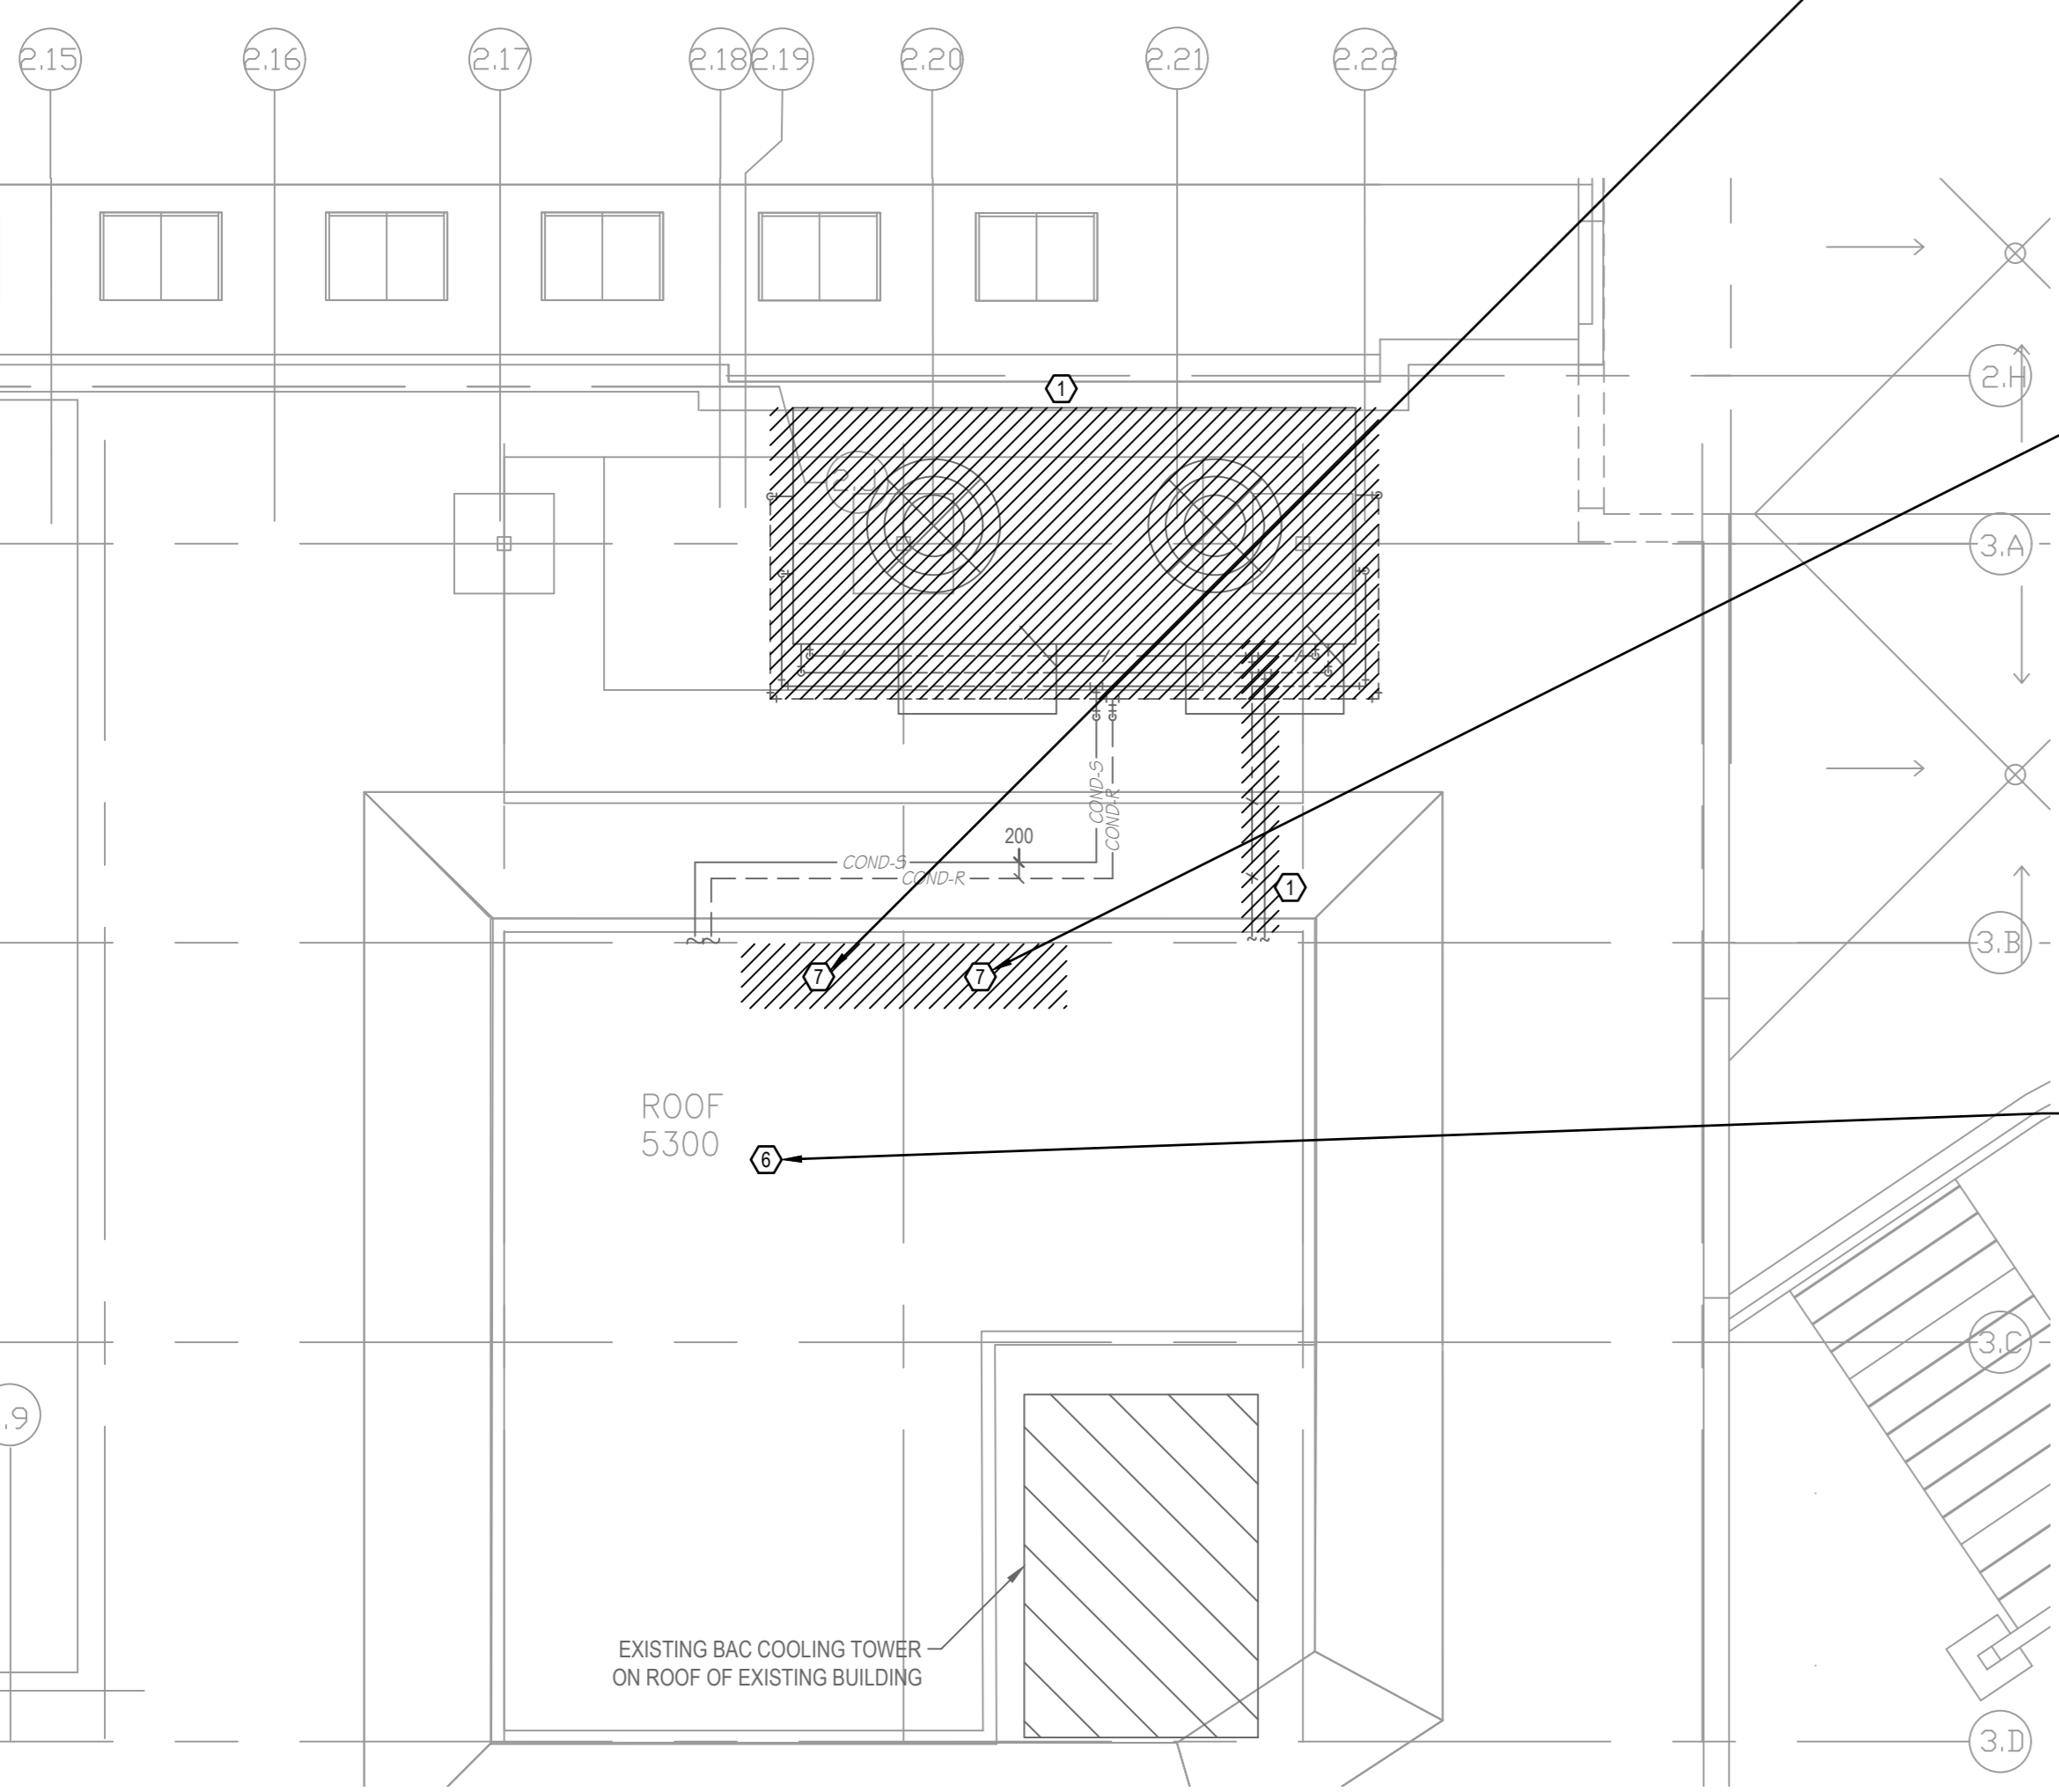 2.15
2.16
2.17
2.18
2.19
2.20
2.21
2.22
1
2.H
2.J
3.A
COND-S
COND-R
200
COND-S
COND-R
1
3.B
7
7
ROOF
5300
6
3.C
.9
EXISTING BAC COOLING TOWER
ON ROOF OF EXISTING BUILDING
3.D